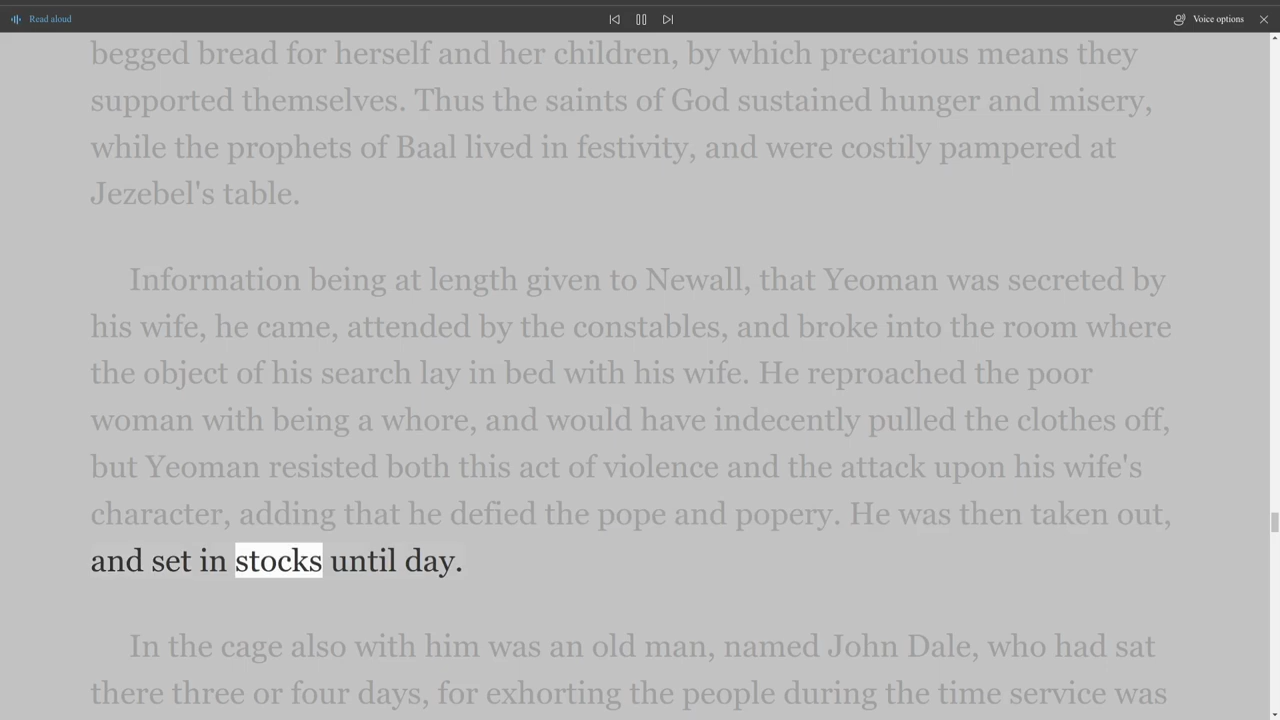 Read aloud
Voice options
begged bread for herself and her children, by which precarious means they
supported themselves. Thus the saints of God sustained hunger and misery,
while the prophets of Baal lived in festivity, and were costily pampered at
Jezebel's table.
Information being at length given to Newall, that Yeoman was secreted by
his wife, he came, attended by the constables, and broke into the room where
the object of his search lay in bed with his wife. He reproached the poor
woman with being a whore, and would have indecently pulled the clothes off,
but Yeoman resisted both this act of violence and the attack upon his wife's
character, adding that he defied the pope and popery. He was then taken out,
and set in stocks until day.
In the cage also with him was an old man, named John Dale, who had sat
there three or four days, for exhorting the people during the time service was